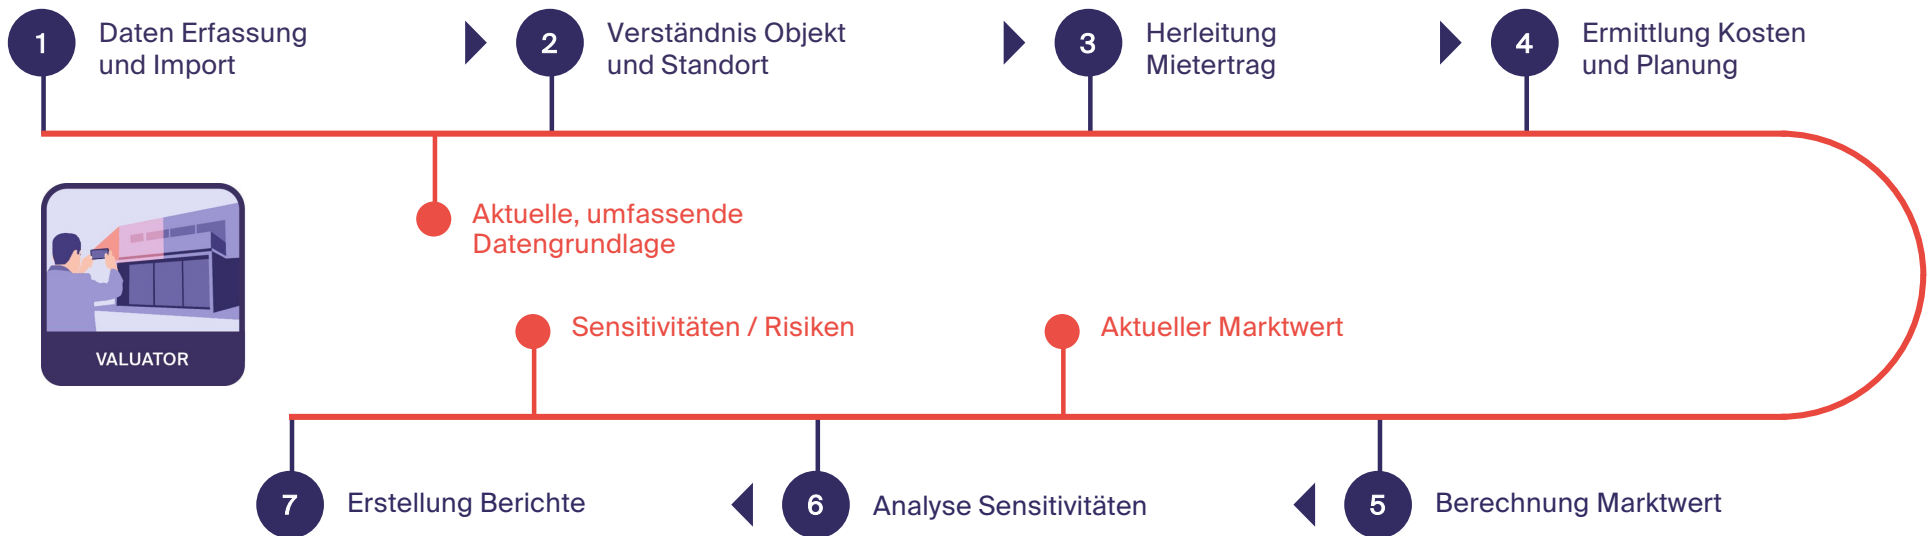 1
Daten Erfassung
und Import
2
Verständnis Objekt
und Standort
3
Herleitung
Mietertrag
4
Ermittlung Kosten
und Planung
Aktuelle, umfassende
Datengrundlage
VALUATOR
Sensitivitäten / Risiken
Aktueller Marktwert
7
Erstellung Berichte
6
Analyse Sensitivitäten
5
Berechnung Marktwert